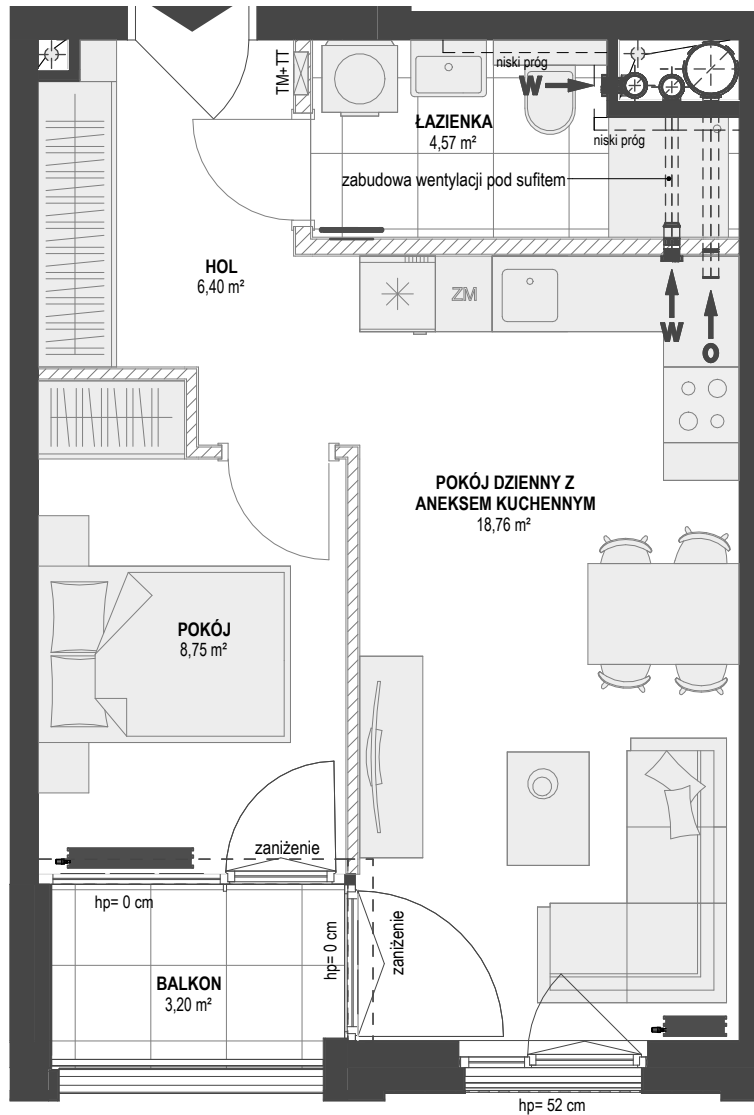 TM+ TT
niski próg
W
ŁAZIENKA
4,57 m²
niski próg
zabudowa wentylacji pod sufitem
HOL
6,40 m²
ZM
W
O
POKÓJ DZIENNY Z
ANEKSEM KUCHENNYM
18,76 m²
POKÓJ
8,75 m²
zaniżenie
hp= 0 cm
hp= 0 cm
zaniżenie
BALKON
3,20 m²
hp= 52 cm